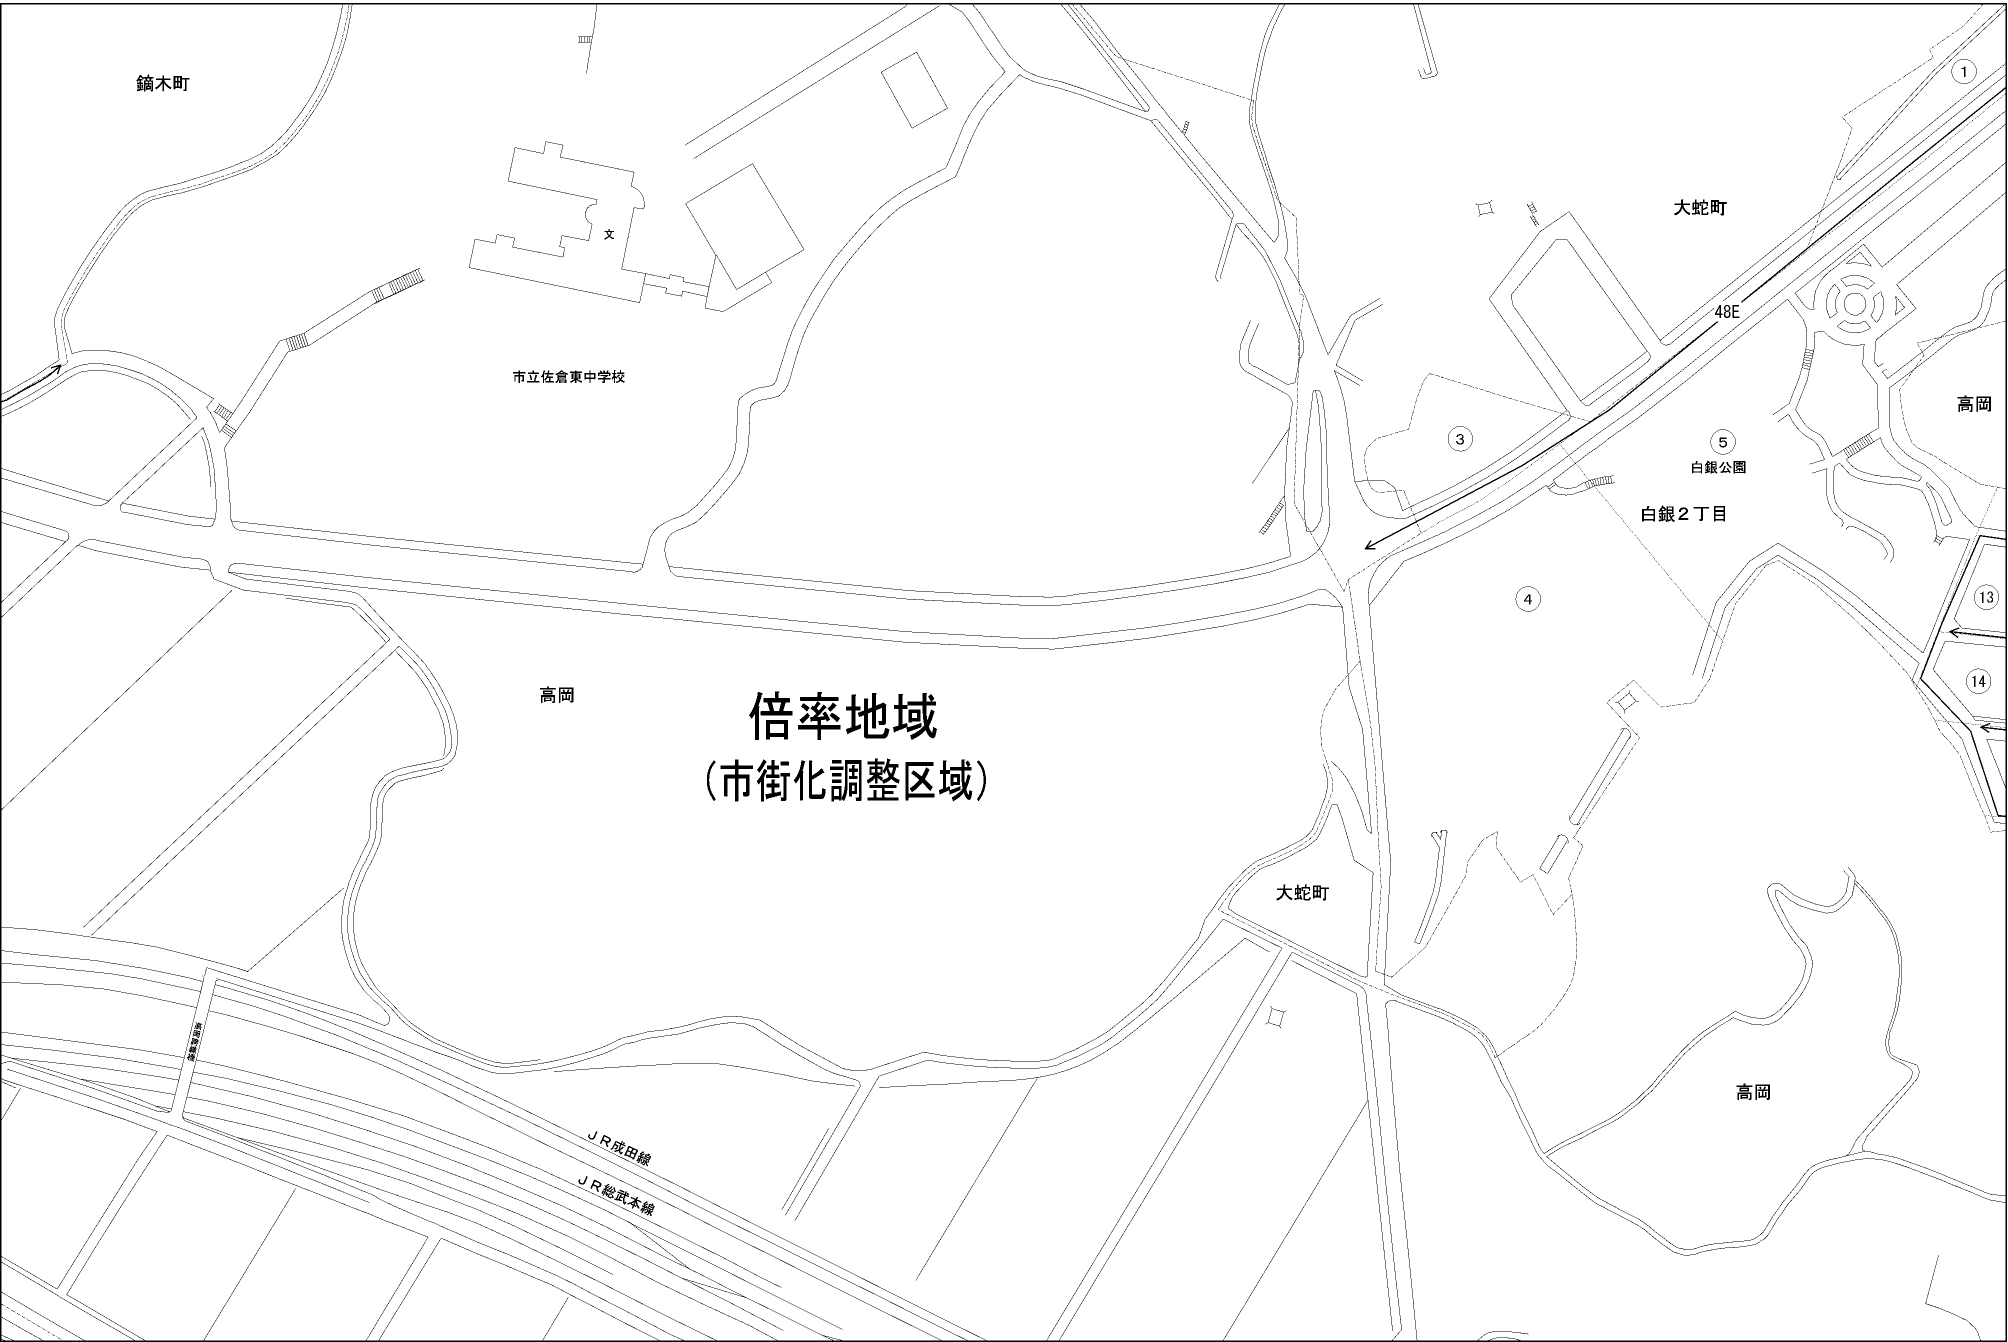 鏑木町
①
文
大蛇町
48E
市立佐倉東中学校
高岡
③
⑤
白銀公園
白銀２丁目
④
⑬
⑭
高岡
倍率地域
（市街化調整区域）
大蛇町
高岡
ＪＲ成田線
ＪＲ総武本線